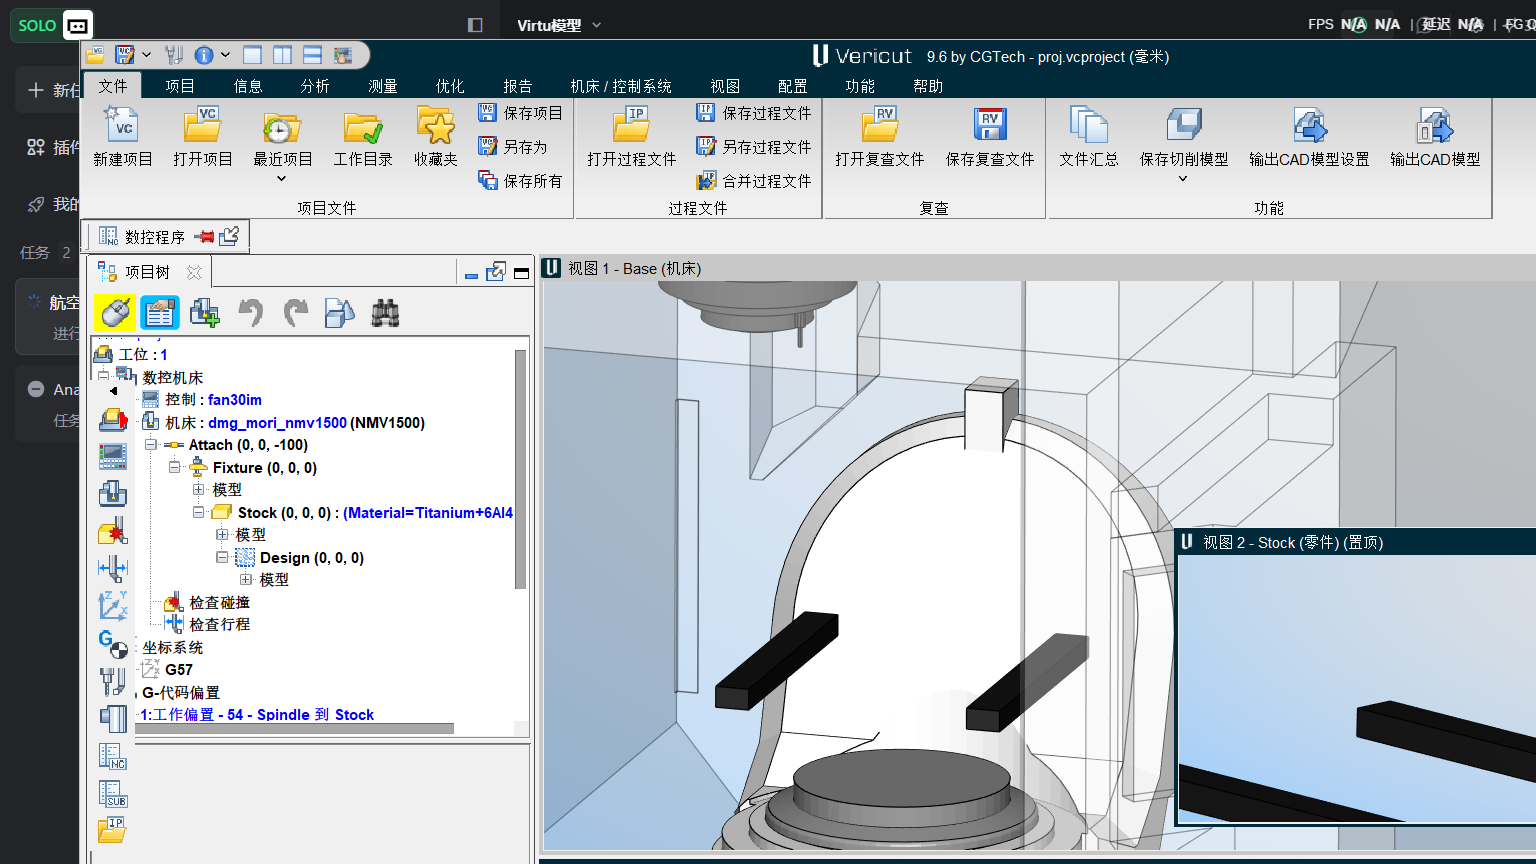 SOLO
Virtu模型
FPS N/A N/A | 延迟 N/A
新任
插件
我的
任务 2
航空
进行
Ana
任务
Vericut 9.6 by CGTech - proj.vcproject (毫米)
文件 项目 信息 分析 测量 优化 报告 机床 / 控制系统 视图 配置 功能 帮助
新建项目 打开项目 最近项目 工作目录 收藏夹
保存项目
另存为
保存所有
项目文件
打开过程文件
保存过程文件
另存过程文件
合并过程文件
过程文件
打开复查文件 保存复查文件
复查
文件汇总 保存切削模型 输出CAD模型设置 输出CAD模型
功能
数控程序
项目树
工位 : 1
数控机床
控制 : fan30im
机床 : dmg_mori_nmv1500 (NMV1500)
Attach (0, 0, -100)
Fixture (0, 0, 0)
模型
Stock (0, 0, 0) : (Material=Titanium+6Al4
模型
Design (0, 0, 0)
模型
检查碰撞
检查行程
坐标系统
G57
G-代码偏置
1:工作偏置 - 54 - Spindle 到 Stock
视图 1 - Base (机床)
视图 2 - Stock (零件) (置顶)